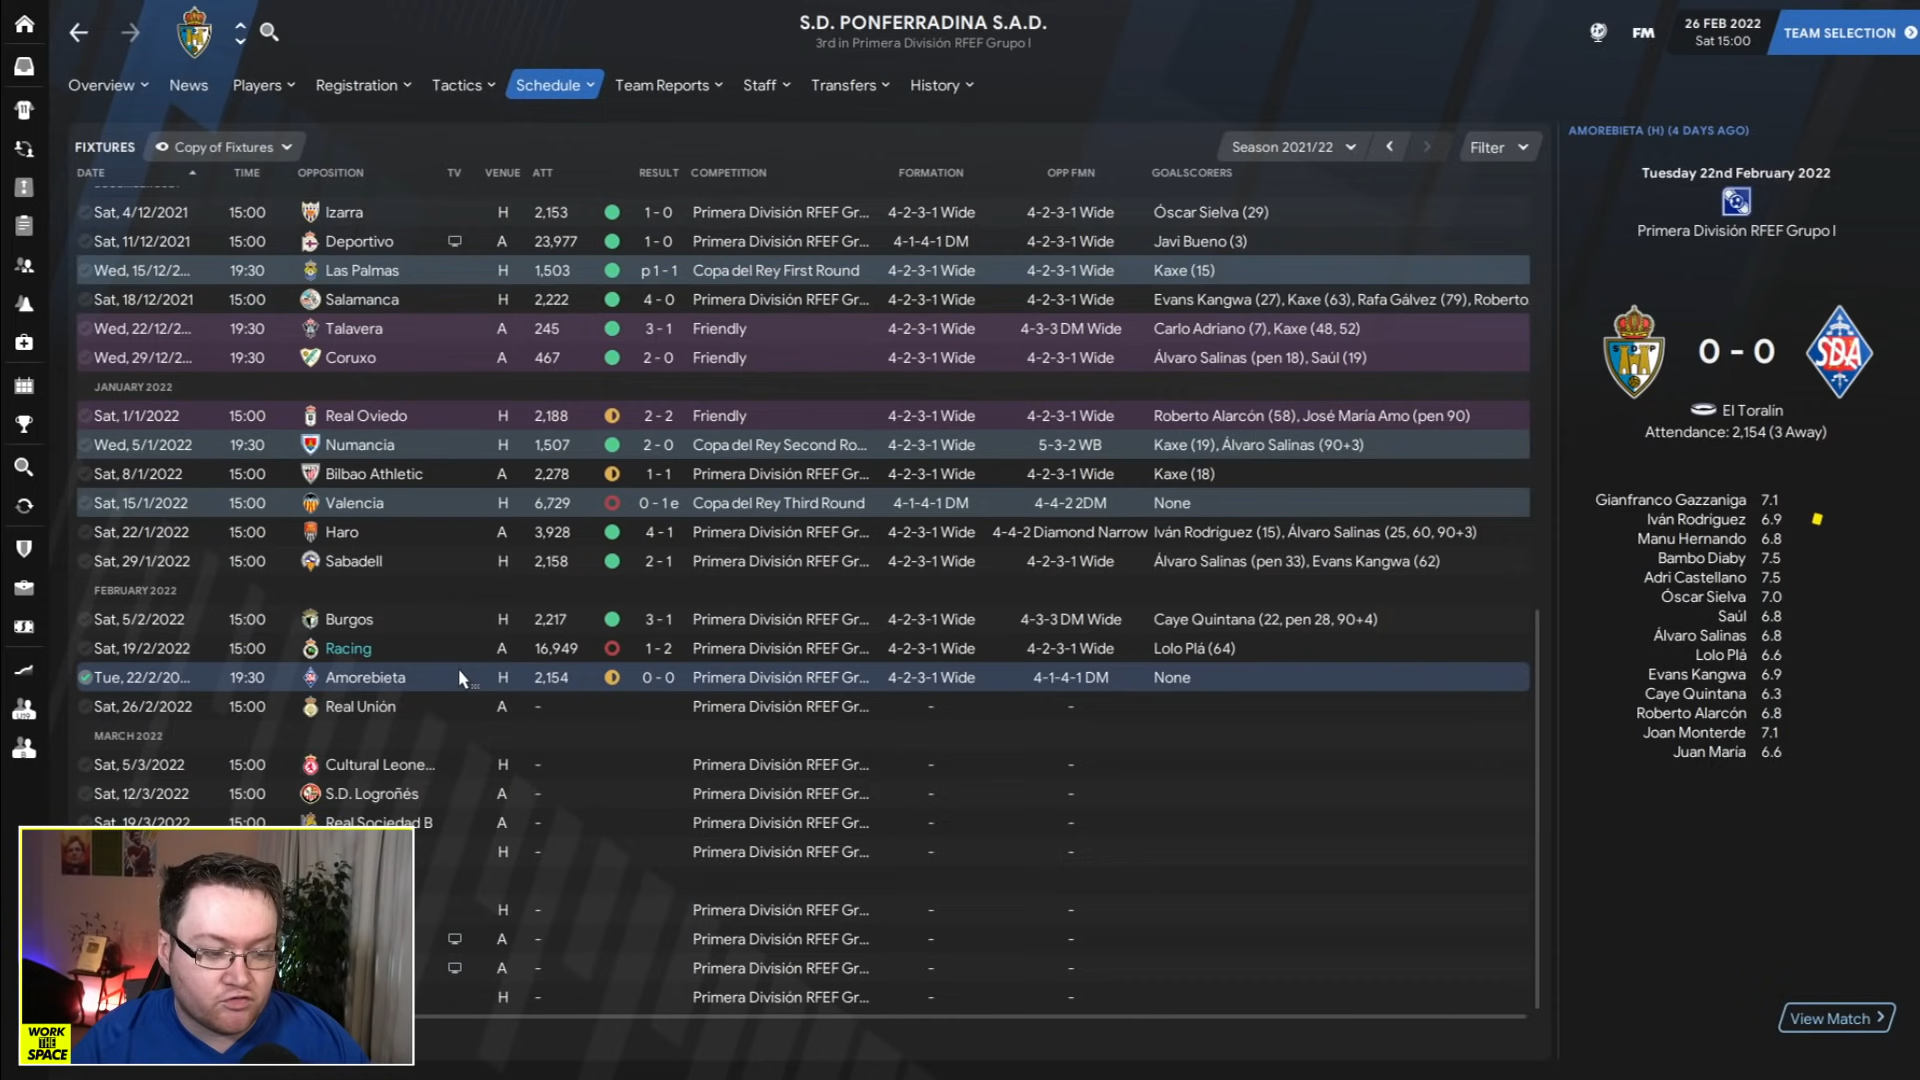 S.D. PONFERRADINA S.A.D.
3rd in Primera División RFEF Grupo I
FM
26 FEB 2022
Sat 15:00
TEAM SELECTION
Overview News Players Registration Tactics Schedule Team Reports Staff Transfers History
FIXTURES Copy of Fixtures Season 2021/22 Filter
DATE TIME OPPOSITION TV VENUE ATT RESULT COMPETITION FORMATION OPP FMN GOALSCORERS
Sat, 4/12/2021 15:00 Izarra H 2,153 1 - 0 Primera División RFEF Gr... 4-2-3-1 Wide 4-2-3-1 Wide Óscar Sielva (29)
Sat, 11/12/2021 15:00 Deportivo A 23,977 1 - 0 Primera División RFEF Gr... 4-1-4-1 DM 4-2-3-1 Wide Javi Bueno (3)
Wed, 15/12/2... 19:30 Las Palmas H 1,503 p 1 - 1 Copa del Rey First Round 4-2-3-1 Wide 4-2-3-1 Wide Kaxe (15)
Sat, 18/12/2021 15:00 Salamanca H 2,222 4 - 0 Primera División RFEF Gr... 4-2-3-1 Wide 4-2-3-1 Wide Evans Kangwa (27), Kaxe (63), Rafa Gálvez (79), Roberto
Wed, 22/12/2... 19:30 Talavera A 245 3 - 1 Friendly 4-2-3-1 Wide 4-3-3 DM Wide Carlo Adriano (7), Kaxe (48, 52)
Wed, 29/12/2... 19:30 Coruxo A 467 2 - 0 Friendly 4-2-3-1 Wide 4-2-3-1 Wide Álvaro Salinas (pen 18), Saúl (19)
JANUARY 2022
Sat, 1/1/2022 15:00 Real Oviedo H 2,188 2 - 2 Friendly 4-2-3-1 Wide 4-2-3-1 Wide Roberto Alarcón (58), José María Amo (pen 90)
Wed, 5/1/2022 19:30 Numancia H 1,507 2 - 0 Copa del Rey Second Ro... 4-2-3-1 Wide 5-3-2 WB Kaxe (19), Álvaro Salinas (90+3)
Sat, 8/1/2022 15:00 Bilbao Athletic A 2,278 1 - 1 Primera División RFEF Gr... 4-2-3-1 Wide 4-2-3-1 Wide Kaxe (18)
Sat, 15/1/2022 15:00 Valencia H 6,729 0 - 1 e Copa del Rey Third Round 4-1-4-1 DM 4-4-2 2DM None
Sat, 22/1/2022 15:00 Haro A 3,928 4 - 1 Primera División RFEF Gr... 4-2-3-1 Wide 4-4-2 Diamond Narrow Iván Rodríguez (15), Álvaro Salinas (25, 60, 90+3)
Sat, 29/1/2022 15:00 Sabadell H 2,158 2 - 1 Primera División RFEF Gr... 4-2-3-1 Wide 4-2-3-1 Wide Álvaro Salinas (pen 33), Evans Kangwa (62)
FEBRUARY 2022
Sat, 5/2/2022 15:00 Burgos H 2,217 3 - 1 Primera División RFEF Gr... 4-2-3-1 Wide 4-3-3 DM Wide Caye Quintana (22, pen 28, 90+4)
Sat, 19/2/2022 15:00 Racing A 16,949 1 - 2 Primera División RFEF Gr... 4-2-3-1 Wide 4-2-3-1 Wide Lolo Plá (64)
Tue, 22/2/20... 19:30 Amorebieta H 2,154 0 - 0 Primera División RFEF Gr... 4-2-3-1 Wide 4-1-4-1 DM None
Sat, 26/2/2022 15:00 Real Unión A - Primera División RFEF Gr... - -
MARCH 2022
Sat, 5/3/2022 15:00 Cultural Leone... H - Primera División RFEF Gr... - -
Sat, 12/3/2022 15:00 S.D. Logroñés A - Primera División RFEF Gr... - -
Sat, 19/3/2022 15:00 Real Sociedad B A - Primera División RFEF Gr... - -
H - Primera División RFEF Gr... - -
H - Primera División RFEF Gr... - -
A - Primera División RFEF Gr... - -
A - Primera División RFEF Gr... - -
H - Primera División RFEF Gr... - -
AMOREBIETA (H) (4 DAYS AGO)
Tuesday 22nd February 2022
Primera División RFEF Grupo I
SDA
0 - 0
El Toralín
Attendance: 2,154 (3 Away)
Gianfranco Gazzaniga 7.1
Iván Rodríguez 6.9
Manu Hernando 6.8
Bambo Diaby 7.5
Adri Castellano 7.5
Óscar Sielva 7.0
Saúl 6.8
Álvaro Salinas 6.8
Lolo Plá 6.6
Evans Kangwa 6.9
Caye Quintana 6.3
Roberto Alarcón 6.8
Joan Monterde 7.1
Juan María 6.6
View Match
WORK
THE
SPACE